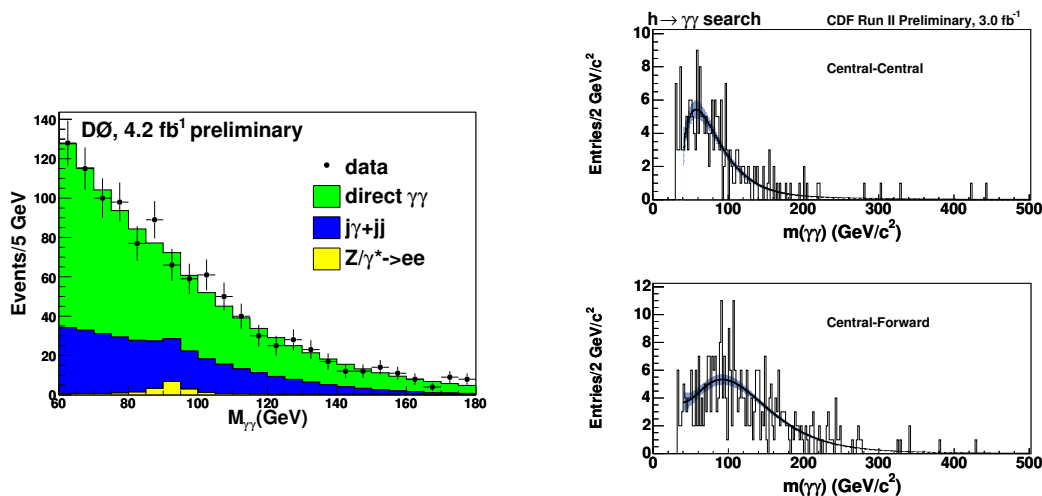 DØ, 4.2 fb⁻¹ preliminary
data
direct γγ
jγ+jj
Z/γ*->ee
Events/5 GeV
140
120
100
80
60
40
20
0
60 80 100 120 140 160 180
Mγγ(GeV)
h→γγ search CDF Run II Preliminary, 3.0 fb⁻¹
Central-Central
Entries/2 GeV/c²
10
8
6
4
2
0
0 100 200 300 400 500
m(γγ) (GeV/c²)
Central-Forward
Entries/2 GeV/c²
12
10
8
6
4
2
0
0 100 200 300 400 500
m(γγ) (GeV/c²)